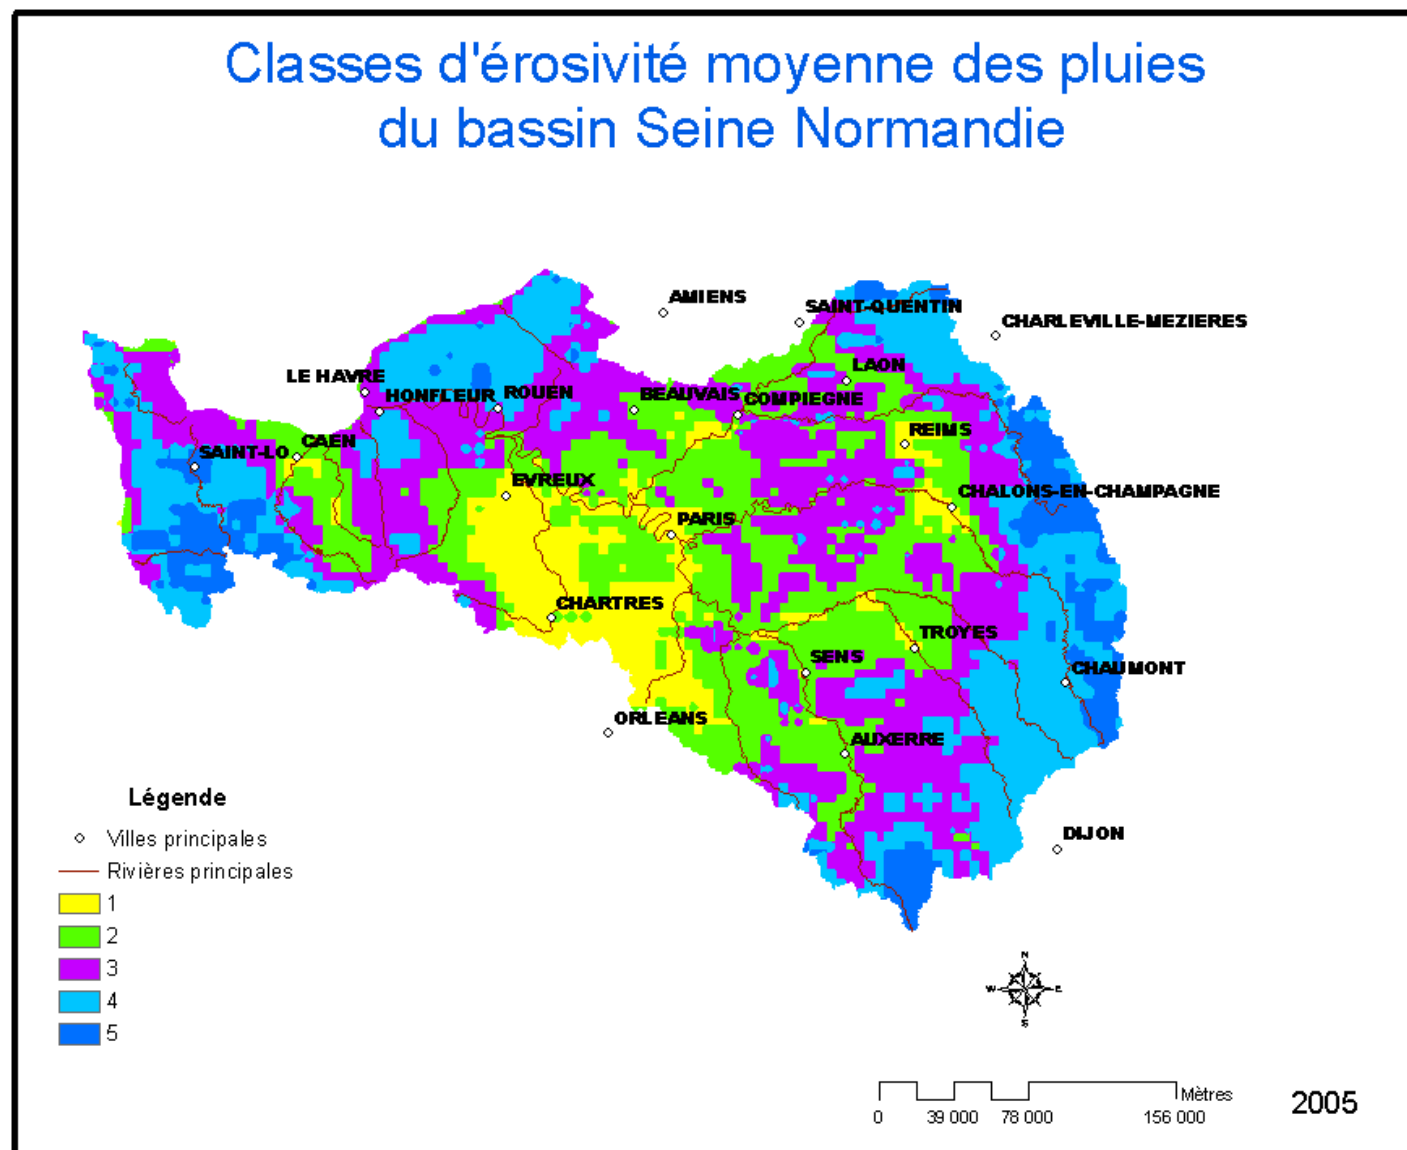 Classes d'érosivité moyenne des pluies
du bassin Seine Normandie
AMIENS
SAINT-QUENTIN
CHARLEVILLE-MEZIERES
LE HAVRE
LAON
HONFLEUR
ROUEN
BEAUVAIS
COMPIEGNE
SAINT-LO
CAEN
REIMS
EVREUX
CHALONS-EN-CHAMPAGNE
PARIS
CHARTRES
TROYES
SENS
CHAUMONT
ORLEANS
AUXERRE
DIJON
Légende
Villes principales
Rivières principales
1
2
3
4
5
N
W E
S
Mètres
0 39 000 78 000 156 000
2005